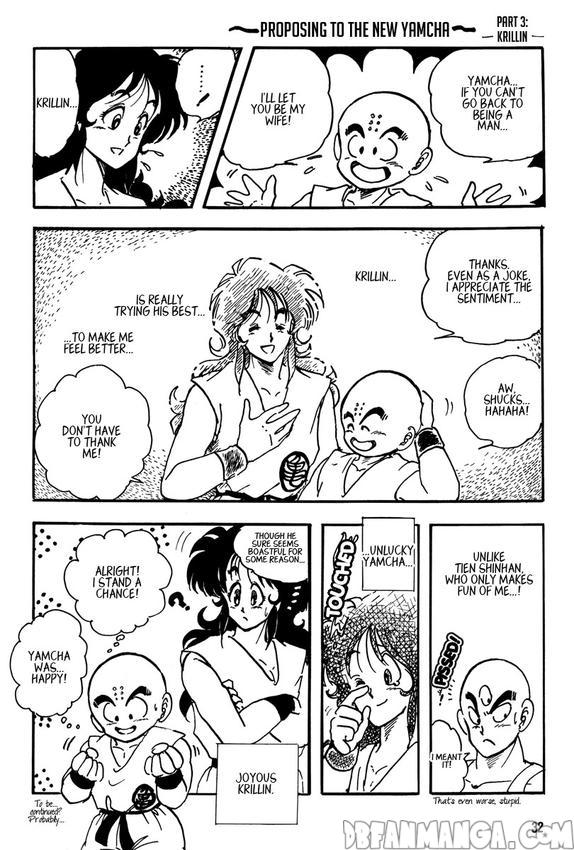 ~PROPOSING TO THE NEW YAMCHA~
PART 3:
— KRILLIN —
YAMCHA...
IF YOU CAN'T
GO BACK TO
BEING A
MAN...
I'LL LET
YOU BE MY
WIFE!
......
KRILLIN...
THANKS.
EVEN AS A JOKE,
I APPRECIATE THE
SENTIMENT...
KRILLIN...
IS REALLY
TRYING HIS BEST...
...TO MAKE ME
FEEL BETTER...
AW,
SHUCKS...
HAHAHA!
YOU
DON'T HAVE
TO THANK
ME!
UNLIKE
TIEN SHINHAN,
WHO ONLY MAKES
FUN OF ME...!
PISSED!
I MEANT
IT!
That's even worse, stupid.
...UNLUCKY
YAMCHA...
TOUCHED
THOUGH HE
SURE SEEMS
BOASTFUL FOR
SOME REASON...
?
ALRIGHT!
I STAND A
CHANCE!
YAMCHA
WAS...
HAPPY!
JOYOUS
KRILLIN.
To be...
continued?
Probably...
32
DBFANMANGA.COM